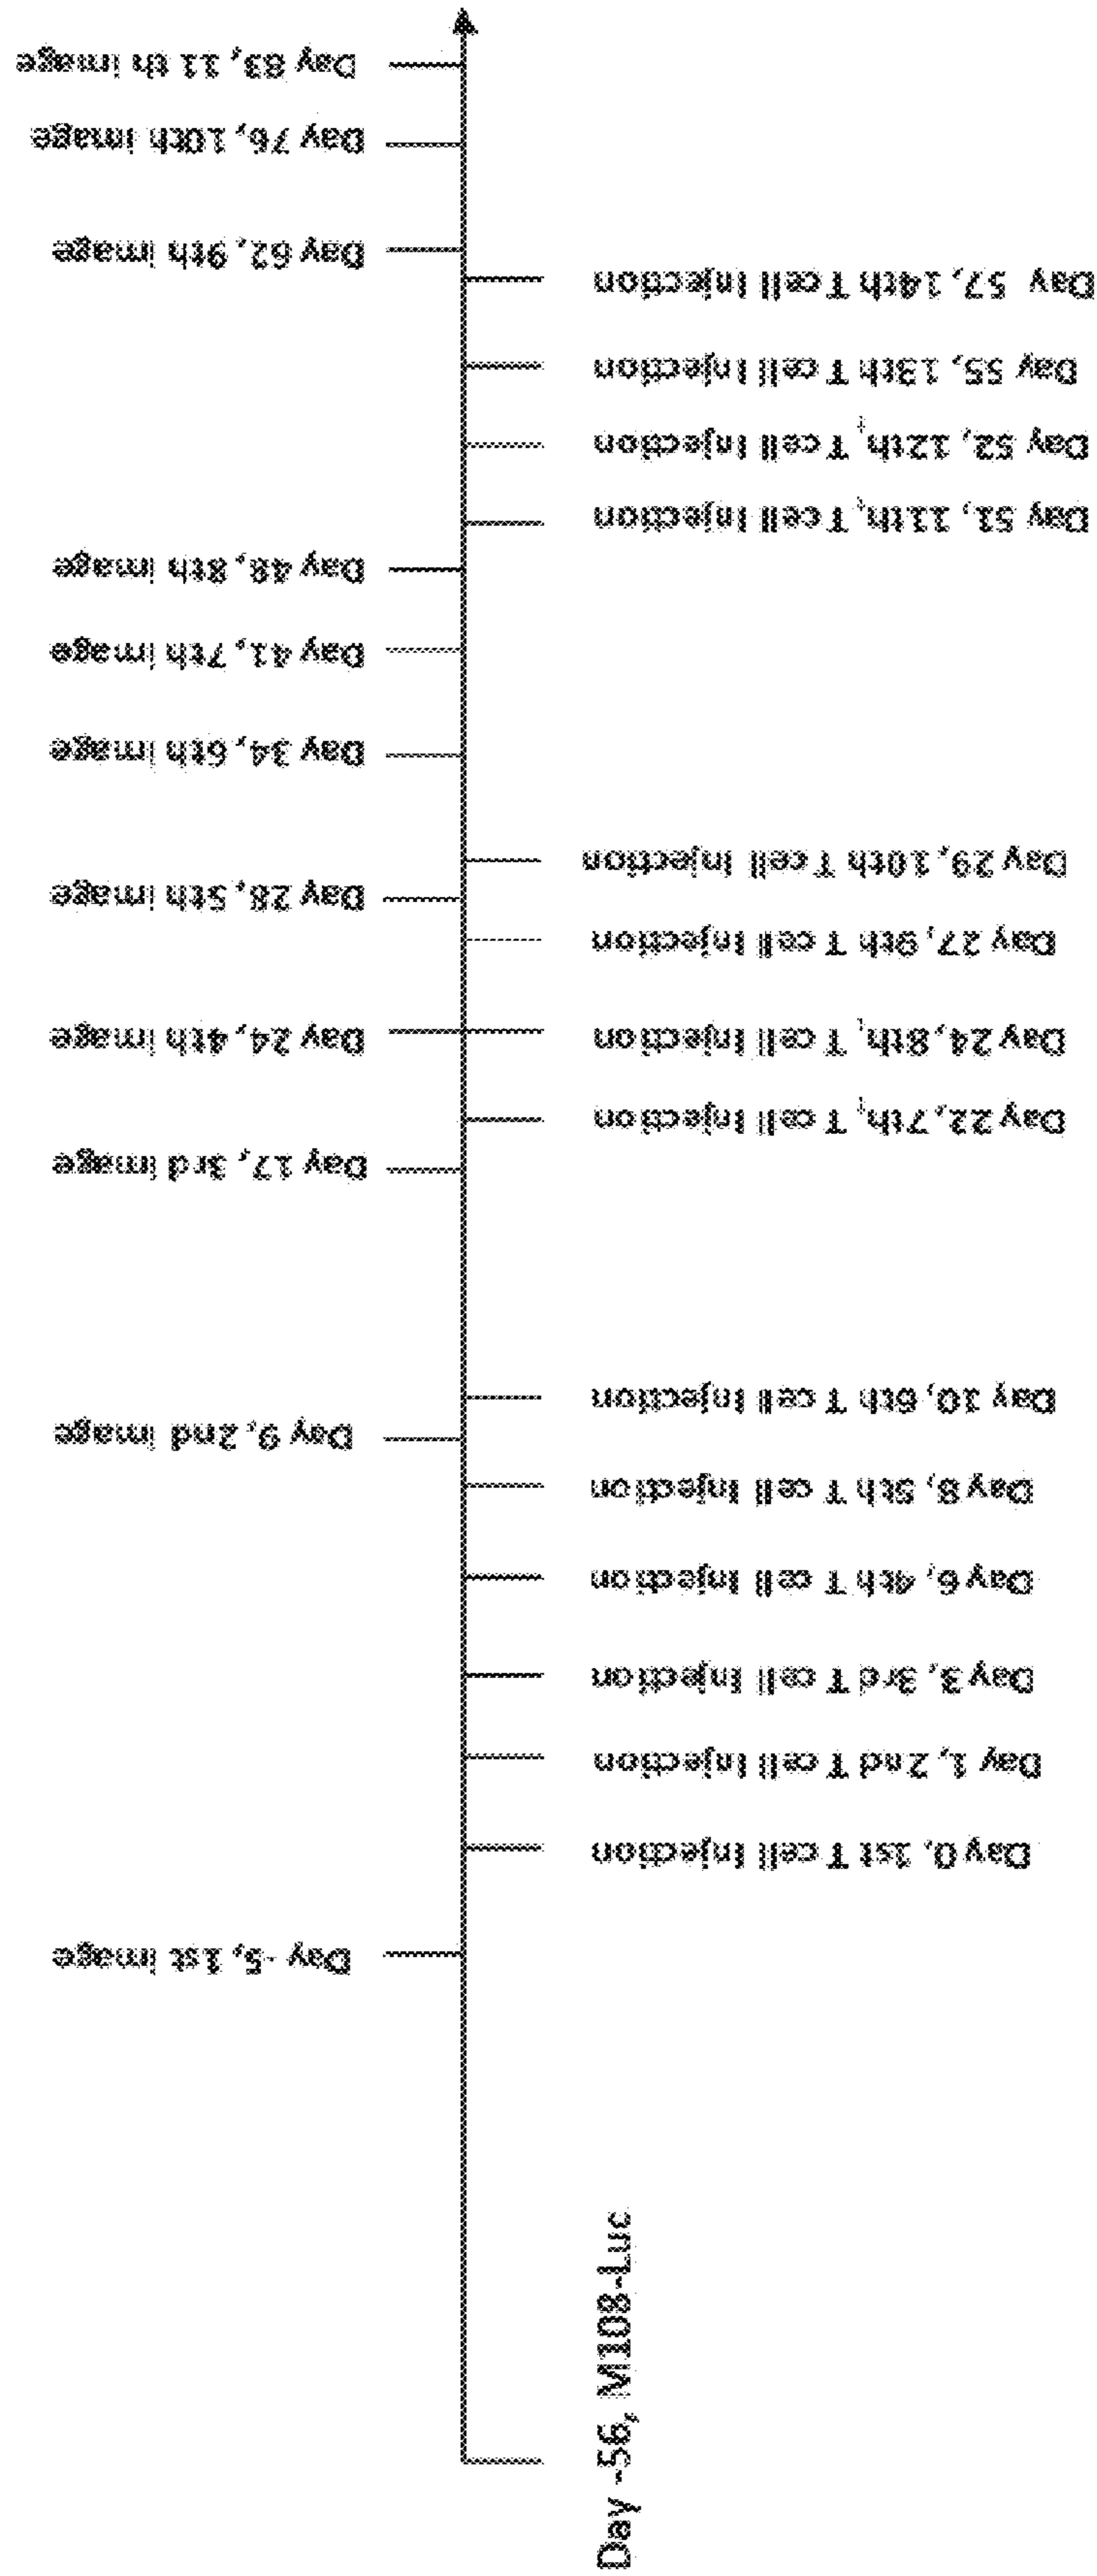 Day 83, 11 th image
Day 76, 10th image
Day 62, 9th image
Day 57, 14th T cell Injection
Day 55, 13th T cell Injection
Day 52, 12th, T cell Injection
Day 51, 11th, T cell Injection
Day 48, 8th image
Day 41, 7th image
Day 34, 6th image
Day 29, 10th T cell Injection
Day 28, 5th image
Day 27, 9th T cell Injection
Day 24, 4th image
Day 24, 8th, T cell Injection
Day 22, 7th, T cell Injection
Day 17, 3rd image
Day 10, 6th T cell Injection
Day 9, 2nd image
Day 8, 5th T cell Injection
Day 6, 4th T cell Injection
Day 3, 3rd T cell Injection
Day 1, 2nd T cell Injection
Day 0, 1st T cell Injection
Day -5, 1st image
Day -56, M108-Luc